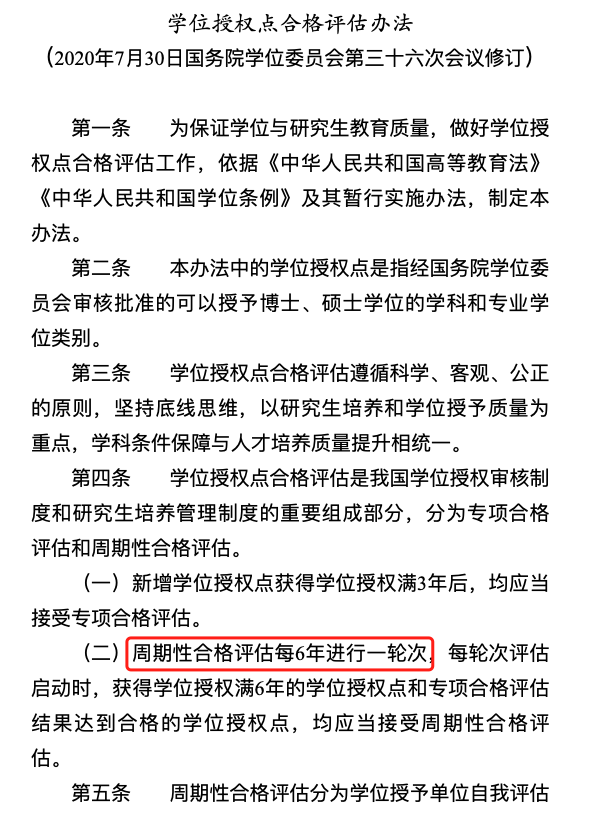 学位授权点合格评估办法
（2020年7月30日国务院学位委员会第三十六次会议修订）
第一条 为保证学位与研究生教育质量，做好学位授
权点合格评估工作，依据《中华人民共和国高等教育法》
《中华人民共和国学位条例》及其暂行实施办法，制定本
办法。
第二条 本办法中的学位授权点是指经国务院学位委
员会审核批准的可以授予博士、硕士学位的学科和专业学
位类别。
第三条 学位授权点合格评估遵循科学、客观、公正
的原则，坚持底线思维，以研究生培养和学位授予质量为
重点，学科条件保障与人才培养质量提升相统一。
第四条 学位授权点合格评估是我国学位授权审核制
度和研究生培养管理制度的重要组成部分，分为专项合格
评估和周期性合格评估。
（一）新增学位授权点获得学位授权满3年后，均应当
接受专项合格评估。
（二）周期性合格评估每6年进行一轮次，每轮次评估
启动时，获得学位授权满6年的学位授权点和专项合格评估
结果达到合格的学位授权点，均应当接受周期性合格评
估。
第五条 周期性合格评估分为学位授予单位自我评估